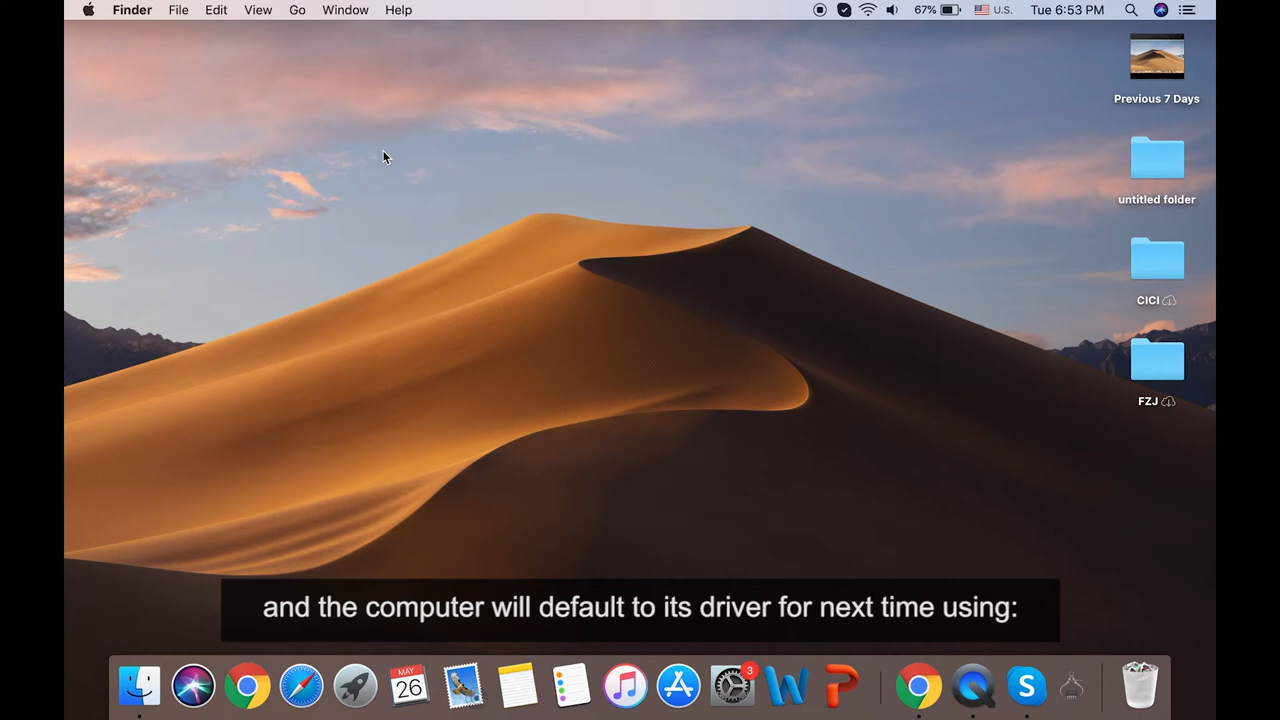 Finder File Edit View Go Window Help 67% U.S. Tue 6:53 PM
Previous 7 Days
untitled folder
CICI
FZJ
and the computer will default to its driver for next time using:
MAY
26
3